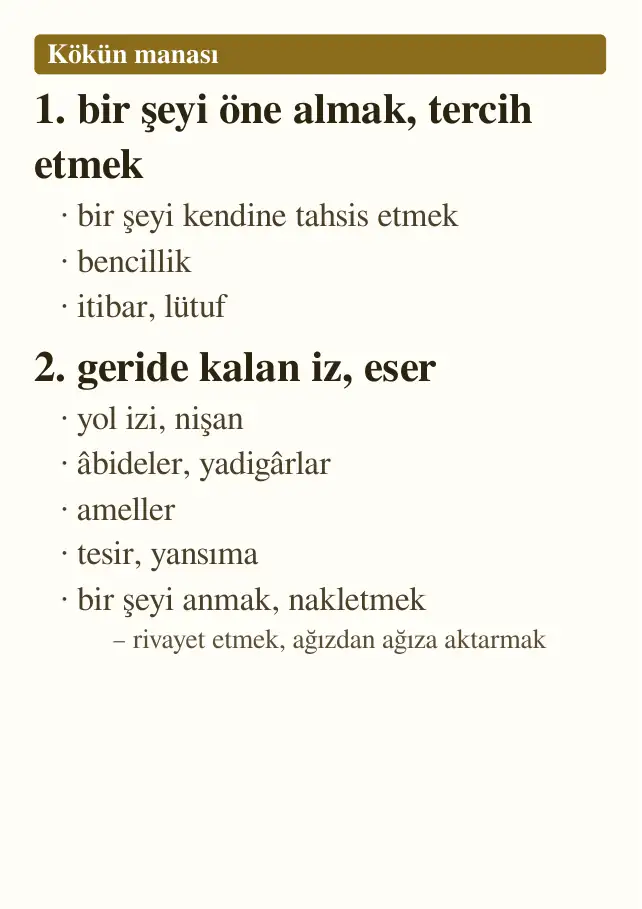 Kökün manası
1. bir şeyi öne almak, tercih
etmek
· bir şeyi kendine tahsis etmek
· bencillik
· itibar, lütuf
2. geride kalan iz, eser
· yol izi, nişan
· âbideler, yadigârlar
· ameller
· tesir, yansıma
· bir şeyi anmak, nakletmek
– rivayet etmek, ağızdan ağıza aktarmak